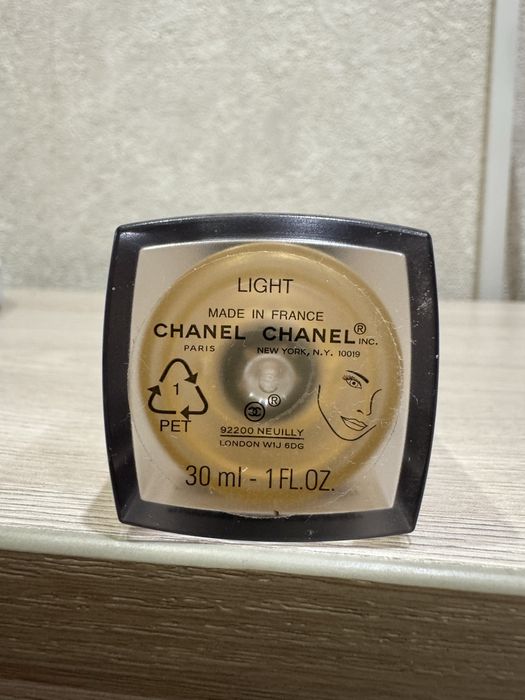 LIGHT
MADE IN FRANCE
CHANEL CHANEL® INC.
PARIS NEW YORK, N.Y. 10019
1
PET
®
92200 NEUILLY
LONDON W1J 6DG
30 ml - 1 FL.OZ.